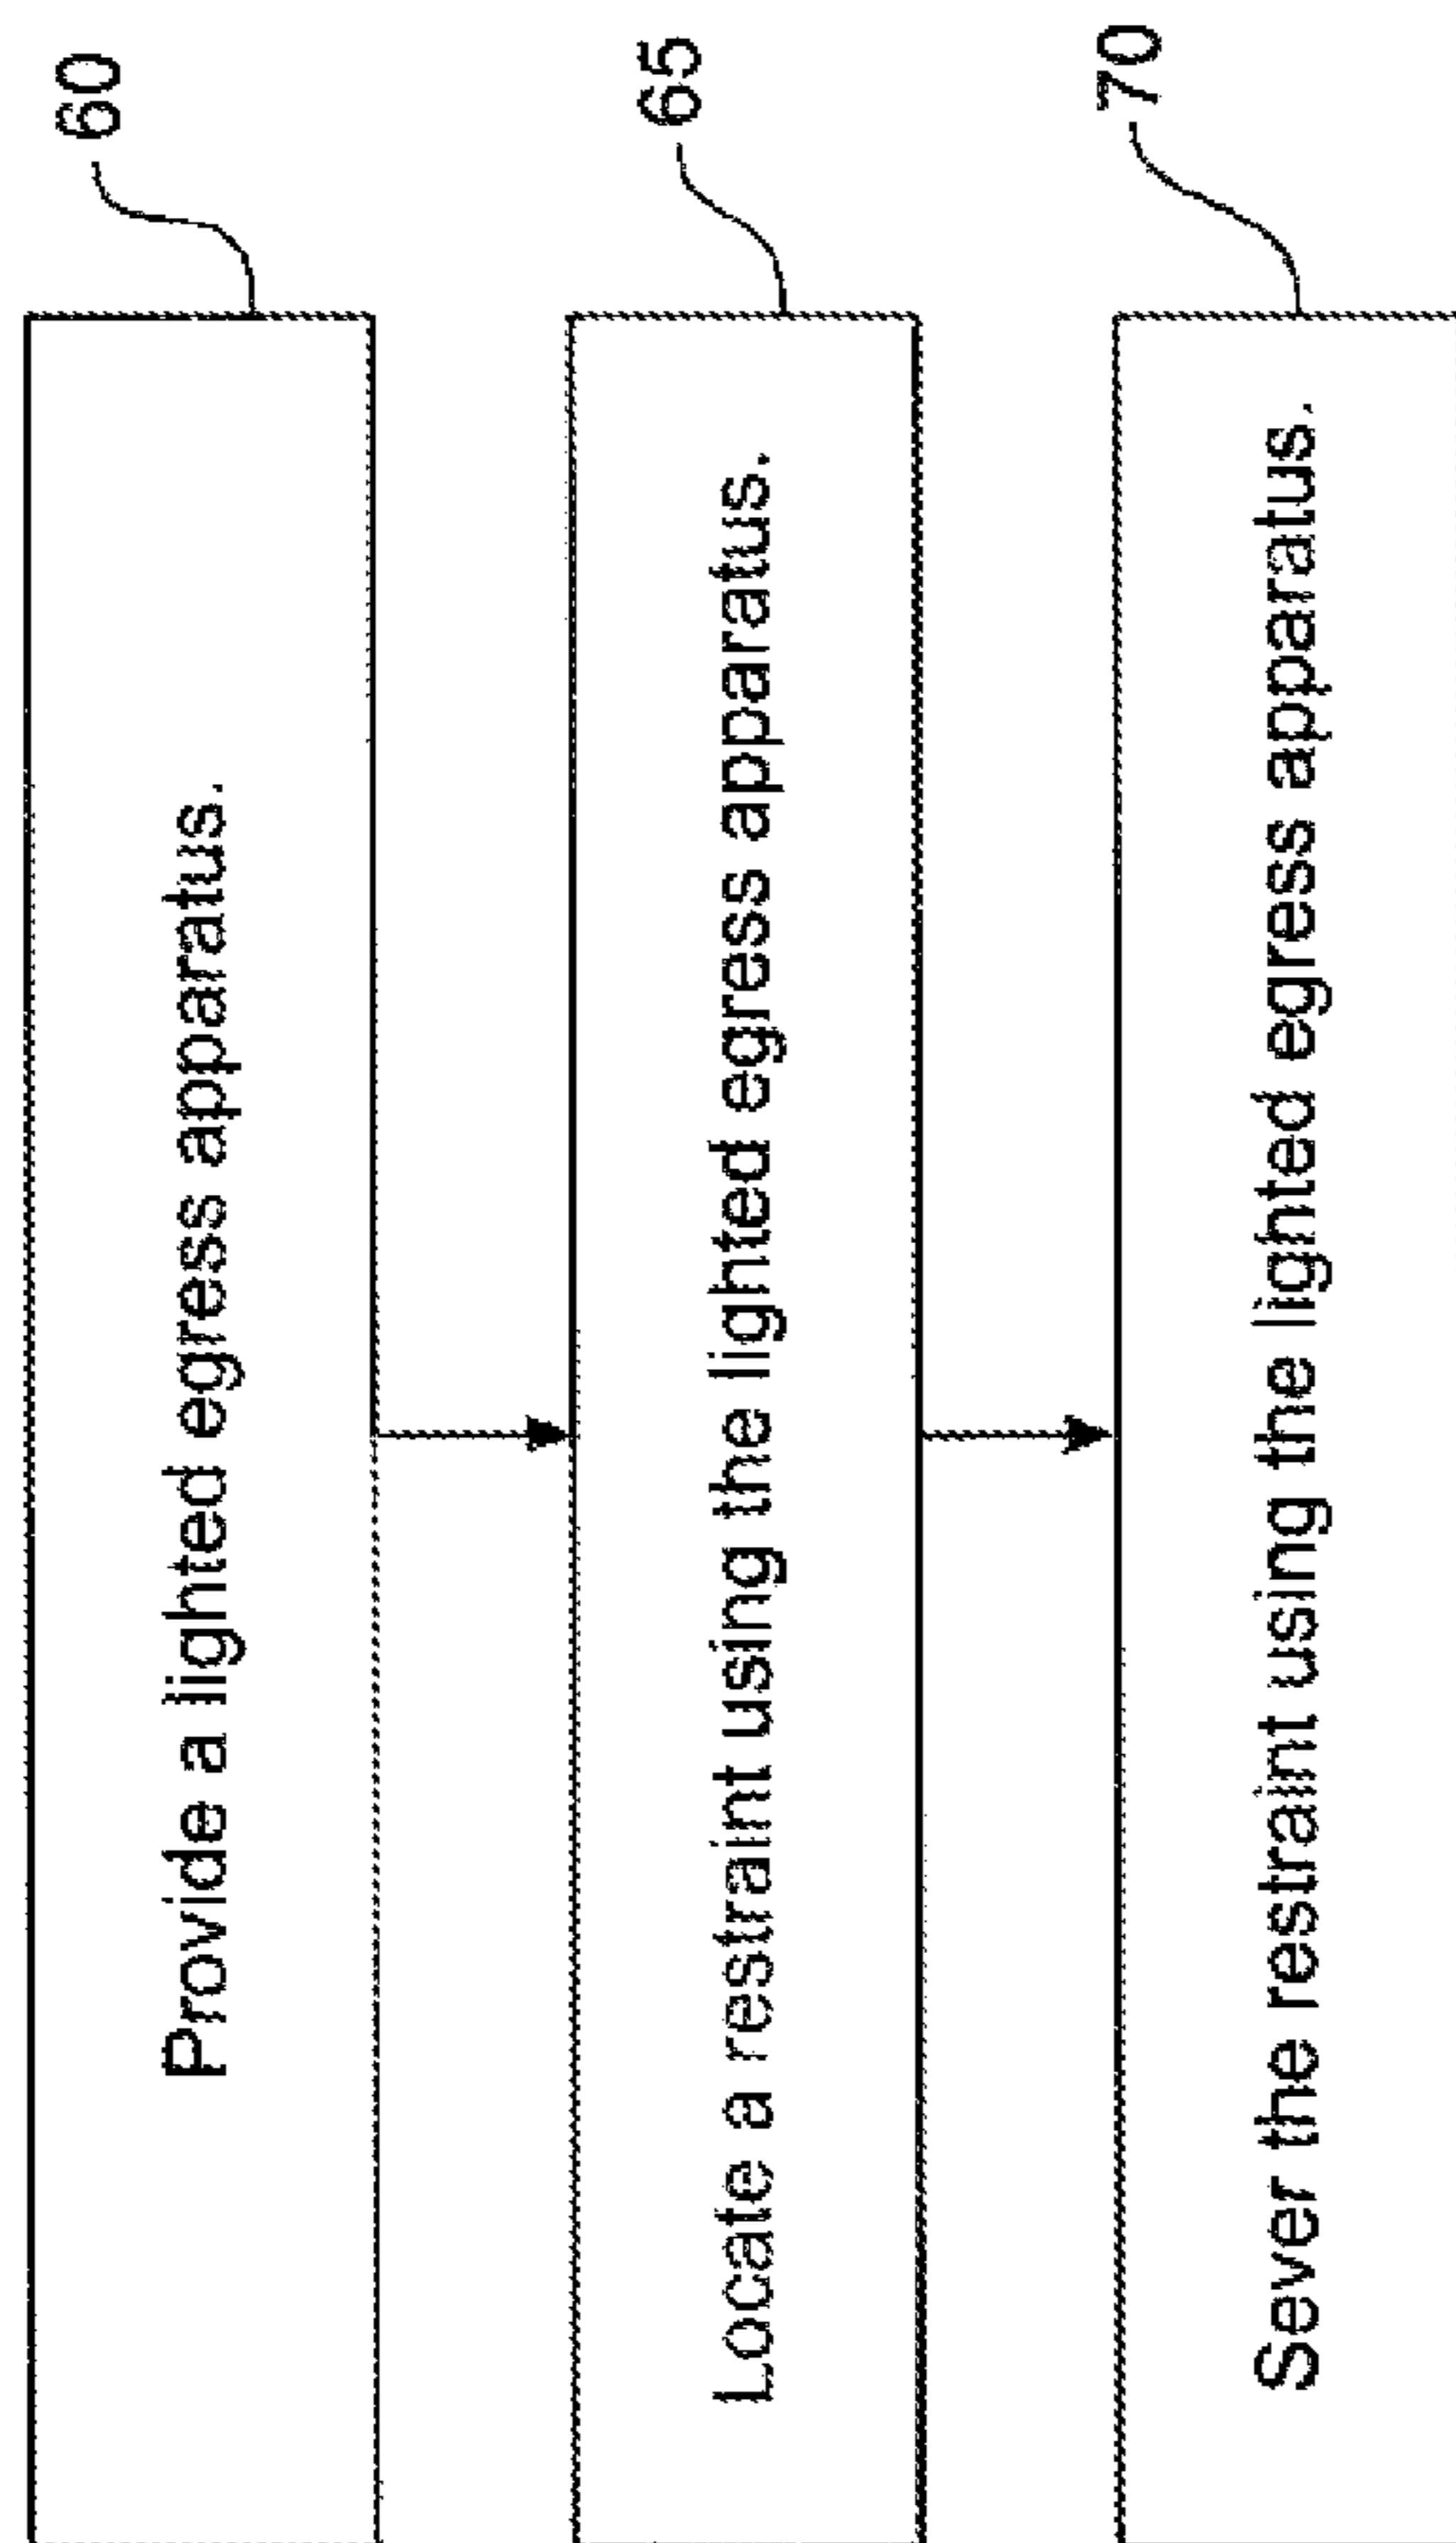 Provide a lighted egress apparatus.
60
Locate a restraint using the lighted egress apparatus.
65
Sever the restraint using the lighted egress apparatus.
70